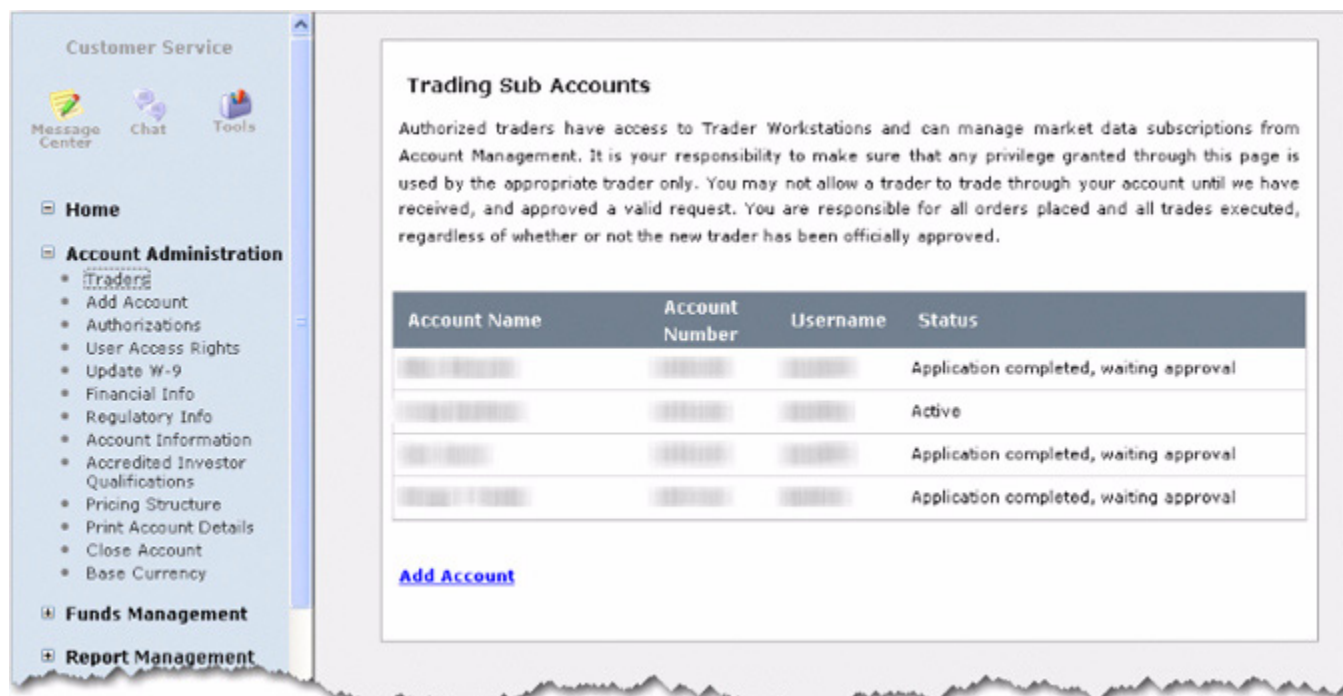 Customer Service
Message Center
Chat
Tools
Home
Account Administration
Traders
Add Account
Authorizations
User Access Rights
Update W-9
Financial Info
Regulatory Info
Account Information
Accredited Investor
Qualifications
Pricing Structure
Print Account Details
Close Account
Base Currency
Funds Management
Report Management
Trading Sub Accounts
Authorized traders have access to Trader Workstations and can manage market data subscriptions from
Account Management. It is your responsibility to make sure that any privilege granted through this page is
used by the appropriate trader only. You may not allow a trader to trade through your account until we have
received, and approved a valid request. You are responsible for all orders placed and all trades executed,
regardless of whether or not the new trader has been officially approved.
Account Name Account Number Username Status
Application completed, waiting approval
Active
Application completed, waiting approval
Application completed, waiting approval
Add Account